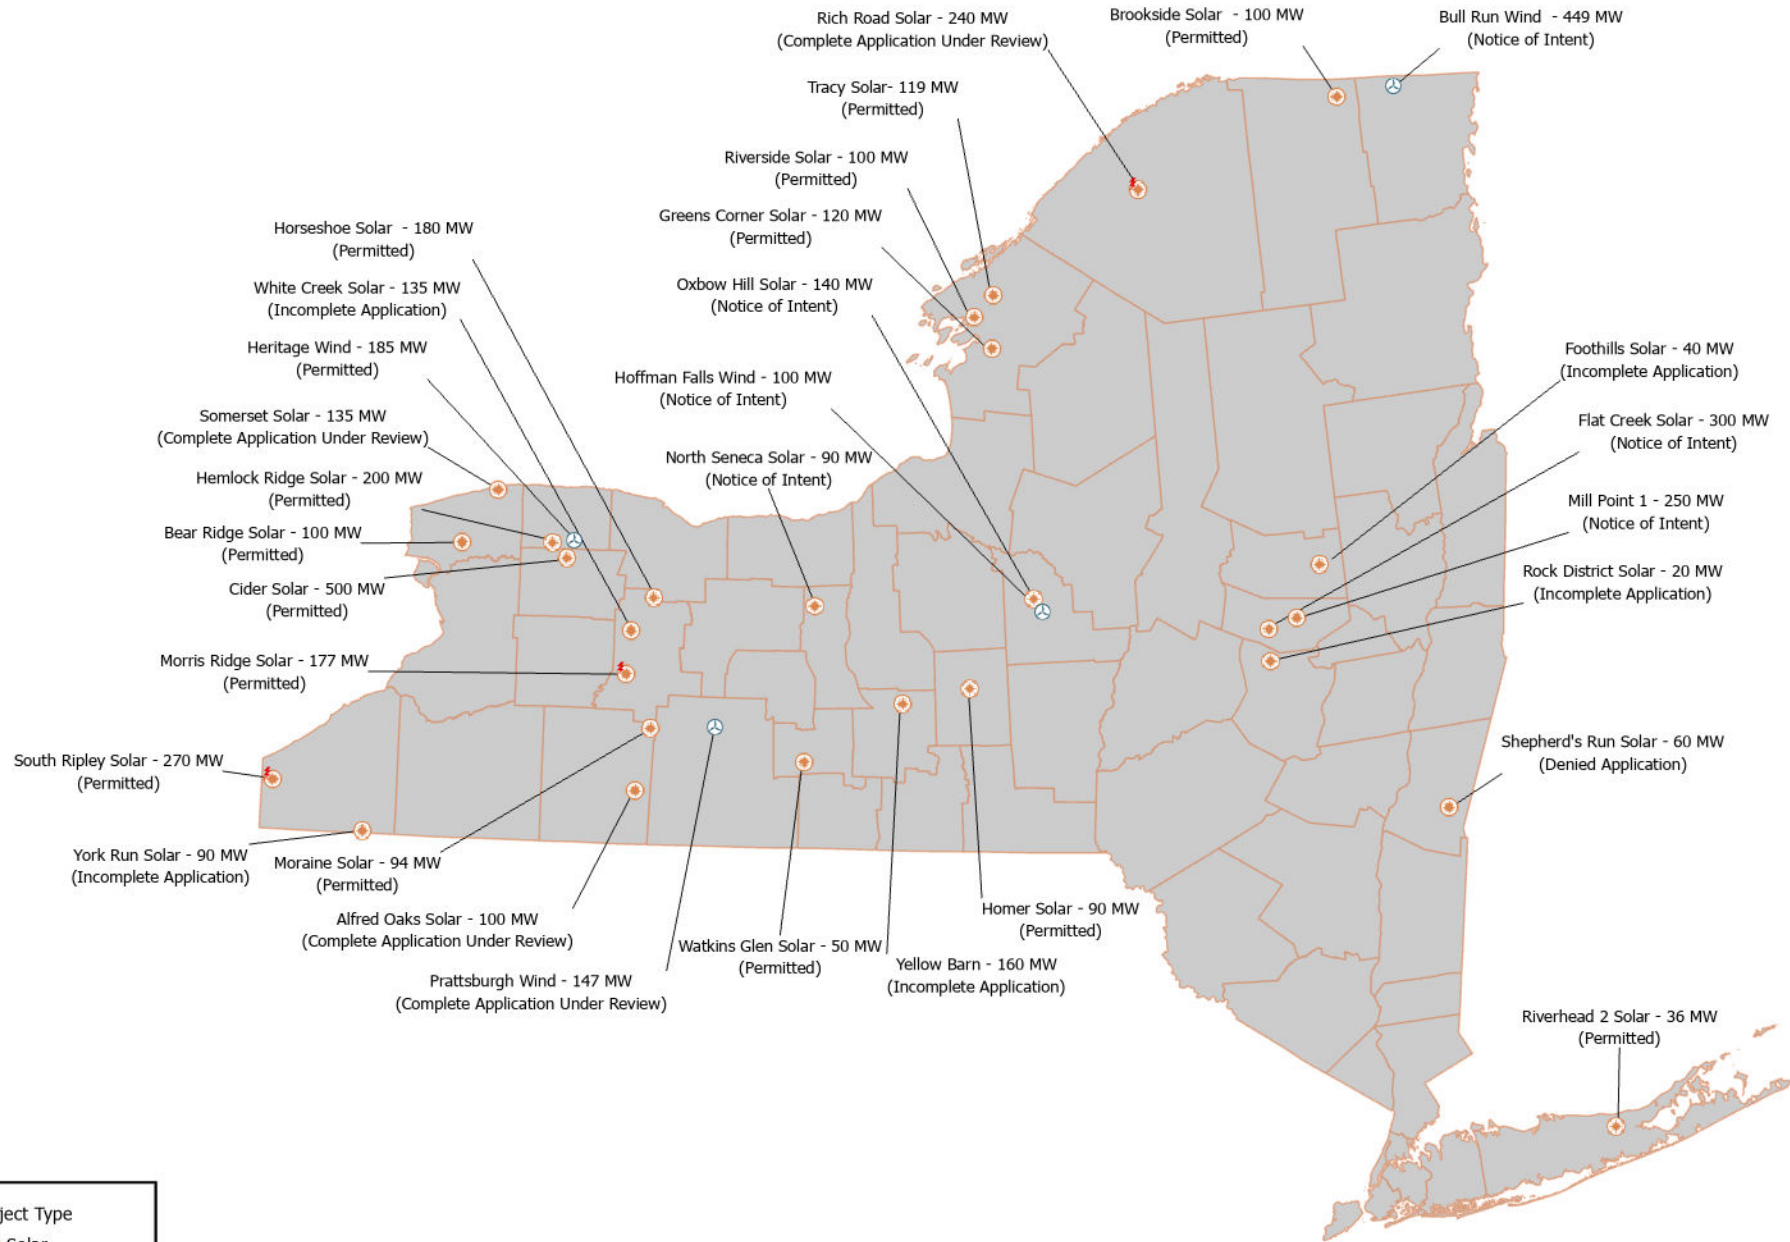 Rich Road Solar - 240 MW
(Complete Application Under Review)
Brookside Solar - 100 MW
(Permitted)
Bull Run Wind - 449 MW
(Notice of Intent)
Tracy Solar- 119 MW
(Permitted)
Riverside Solar - 100 MW
(Permitted)
Greens Corner Solar - 120 MW
(Permitted)
Horseshoe Solar - 180 MW
(Permitted)
Oxbow Hill Solar - 140 MW
(Notice of Intent)
White Creek Solar - 135 MW
(Incomplete Application)
Heritage Wind - 185 MW
(Permitted)
Foothills Solar - 40 MW
(Incomplete Application)
Hoffman Falls Wind - 100 MW
(Notice of Intent)
Somerset Solar - 135 MW
(Complete Application Under Review)
Flat Creek Solar - 300 MW
(Notice of Intent)
North Seneca Solar - 90 MW
(Notice of Intent)
Hemlock Ridge Solar - 200 MW
(Permitted)
Mill Point 1 - 250 MW
(Notice of Intent)
Bear Ridge Solar - 100 MW
(Permitted)
Rock District Solar - 20 MW
(Incomplete Application)
Cider Solar - 500 MW
(Permitted)
Morris Ridge Solar - 177 MW
(Permitted)
Shepherd's Run Solar - 60 MW
(Denied Application)
South Ripley Solar - 270 MW
(Permitted)
York Run Solar - 90 MW
(Incomplete Application)
Moraine Solar - 94 MW
(Permitted)
Homer Solar - 90 MW
(Permitted)
Alfred Oaks Solar - 100 MW
(Complete Application Under Review)
Watkins Glen Solar - 50 MW
(Permitted)
Yellow Barn - 160 MW
(Incomplete Application)
Prattsburgh Wind - 147 MW
(Complete Application Under Review)
Riverhead 2 Solar - 36 MW
(Permitted)
ject Type